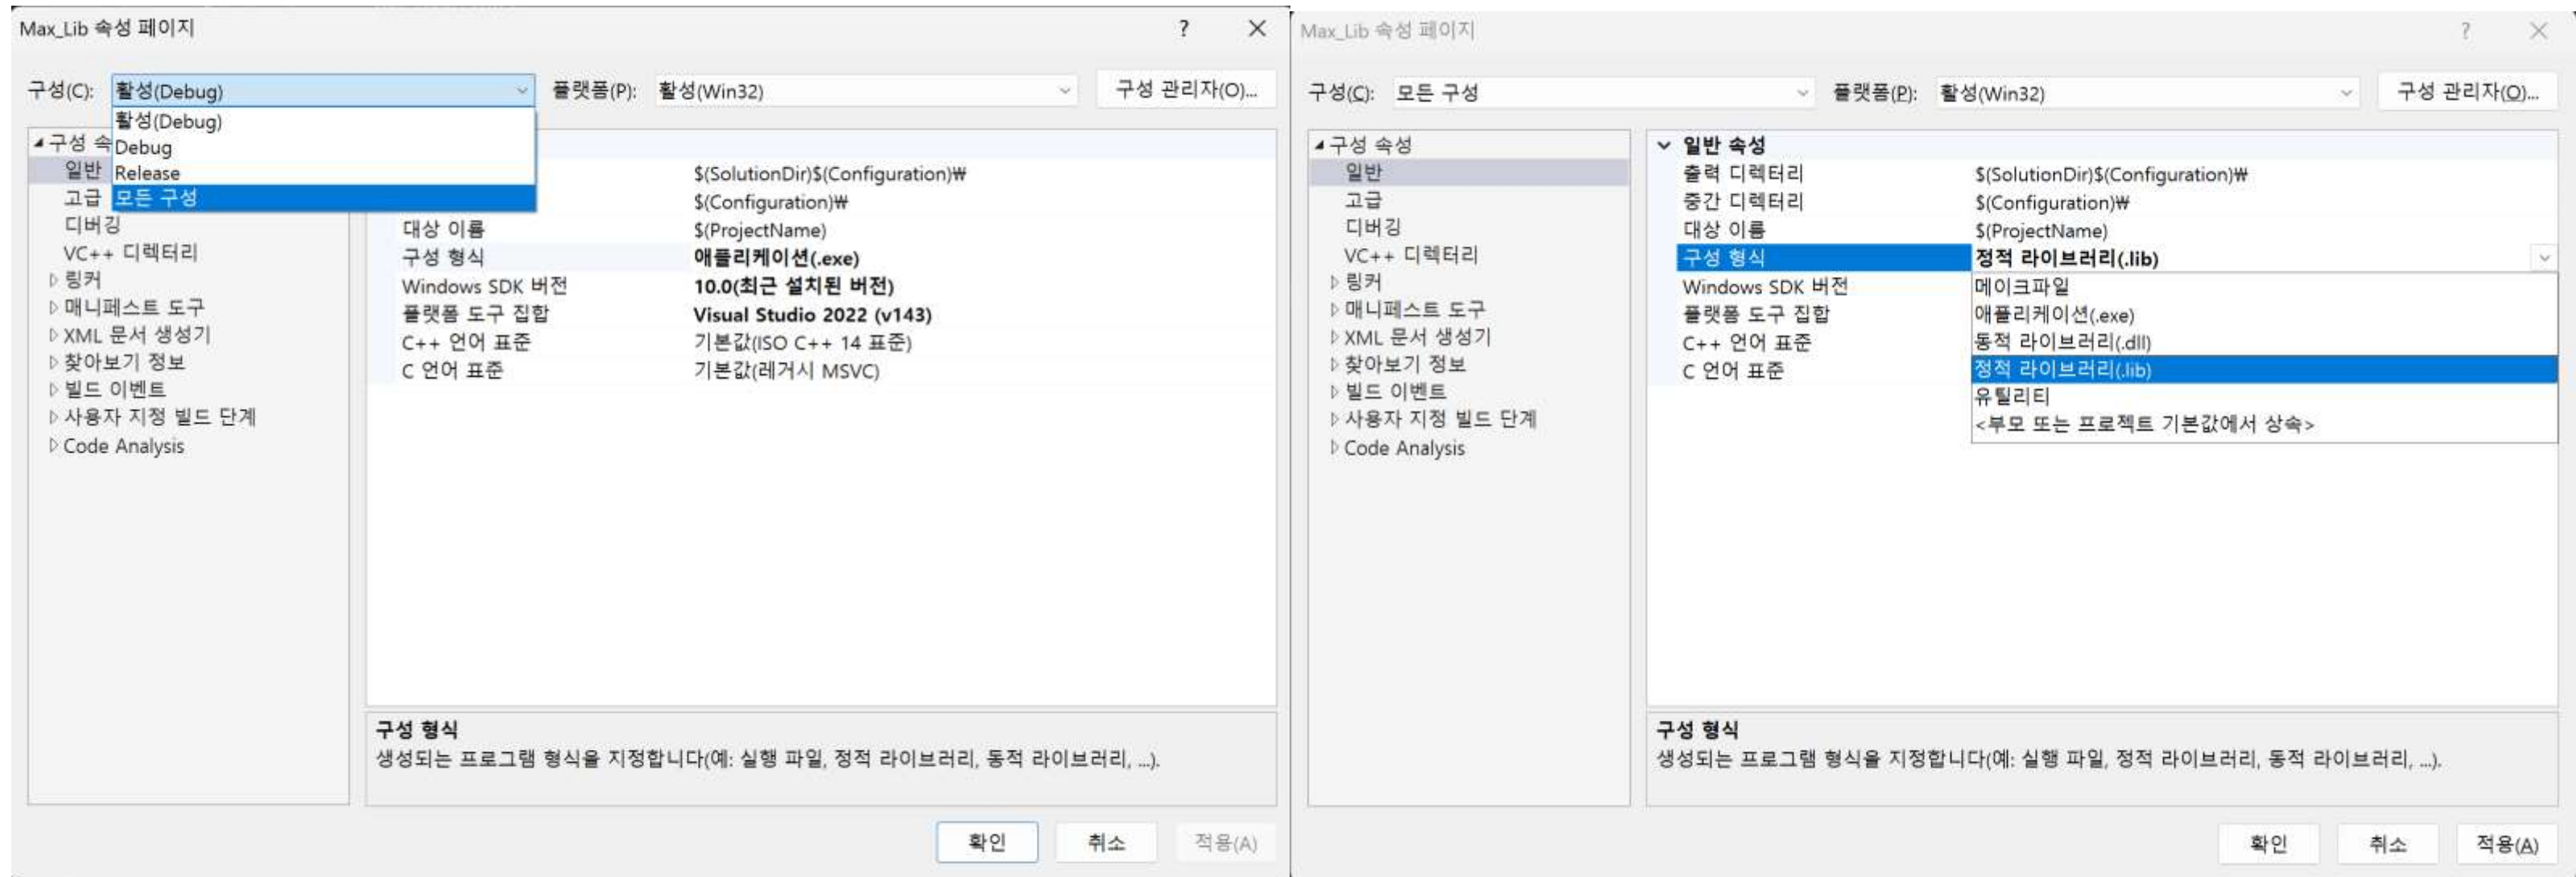 Max_Lib 속성 페이지
? ×
구성(C): 활성(Debug) 플랫폼(P): 활성(Win32) 구성 관리자(O)...
활성(Debug)
Debug
Release
모든 구성
구성 속
일반
고급
디버깅
VC++ 디렉터리
링커
매니페스트 도구
XML 문서 생성기
찾아보기 정보
빌드 이벤트
사용자 지정 빌드 단계
Code Analysis
$(SolutionDir)$(Configuration)₩
$(Configuration)₩
대상 이름 $(ProjectName)
구성 형식 애플리케이션(.exe)
Windows SDK 버전 10.0(최근 설치된 버전)
플랫폼 도구 집합 Visual Studio 2022 (v143)
C++ 언어 표준 기본값(ISO C++ 14 표준)
C 언어 표준 기본값(레거시 MSVC)
구성 형식
생성되는 프로그램 형식을 지정합니다(예: 실행 파일, 정적 라이브러리, 동적 라이브러리, ...).
확인 취소 적용(A)
Max_Lib 속성 페이지
? ×
구성(C): 모든 구성 플랫폼(P): 활성(Win32) 구성 관리자(O)...
구성 속성
일반
고급
디버깅
VC++ 디렉터리
링커
매니페스트 도구
XML 문서 생성기
찾아보기 정보
빌드 이벤트
사용자 지정 빌드 단계
Code Analysis
일반 속성
출력 디렉터리 $(SolutionDir)$(Configuration)₩
중간 디렉터리 $(Configuration)₩
대상 이름 $(ProjectName)
구성 형식 정적 라이브러리(.lib)
Windows SDK 버전 메이크파일
플랫폼 도구 집합 애플리케이션(.exe)
C++ 언어 표준 동적 라이브러리(.dll)
C 언어 표준 정적 라이브러리(.lib)
유틸리티
<부모 또는 프로젝트 기본값에서 상속>
구성 형식
생성되는 프로그램 형식을 지정합니다(예: 실행 파일, 정적 라이브러리, 동적 라이브러리, ...).
확인 취소 적용(A)